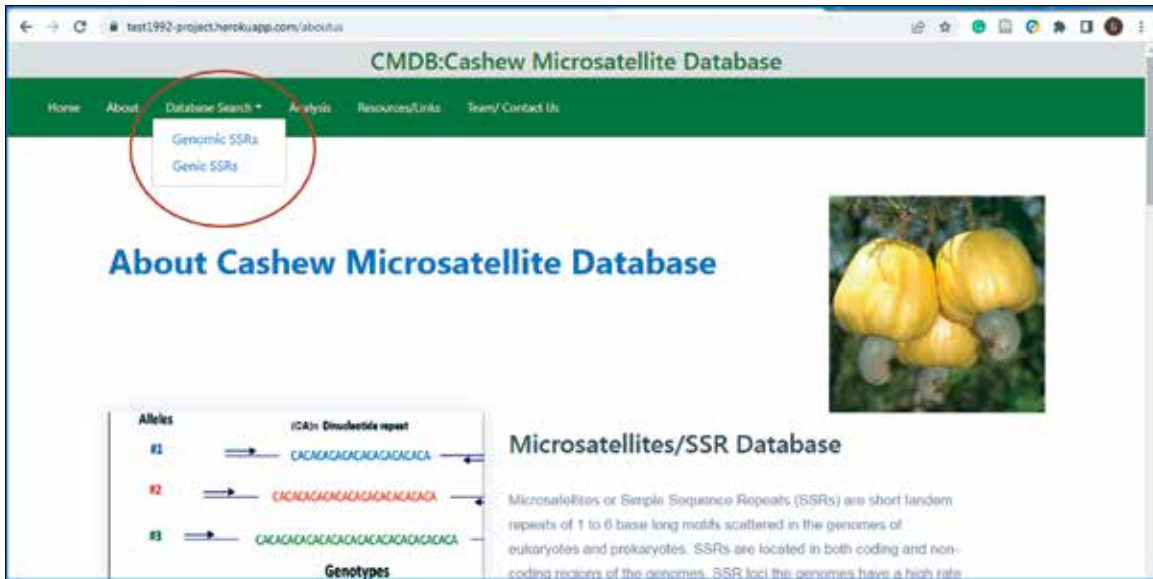 test1992-project.herokuapp.com/aboutus
CMDB:Cashew Microsatellite Database
Home About Database Search Analysis Resources/Links Team/ Contact Us
Genomic SSRs
Genic SSRs
About Cashew Microsatellite Database
Alleles
(CA)n Dinucleotide repeat
#1
#2
#3
Genotypes
Microsatellites/SSR Database
Microsatellites or Simple Sequence Repeats (SSRs) are short tandem
repeats of 1 to 6 base long motifs scattered in the genomes of
eukaryotes and prokaryotes. SSRs are located in both coding and non-
coding regions of the genomes. SSR loci the genomes have a high rate